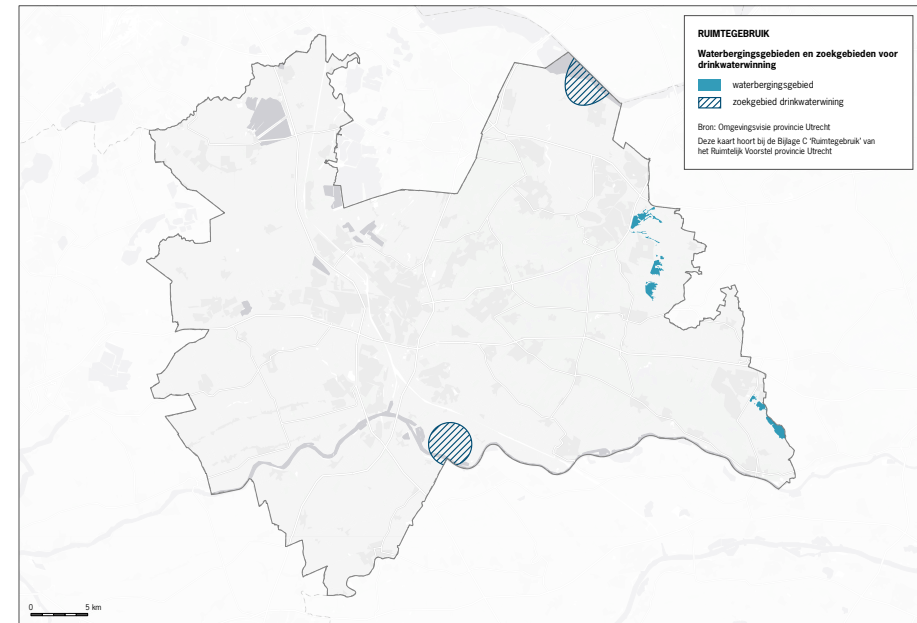 RUIMTEGEBRUIK
Waterbergingsgebieden en zoekgebieden voor
drinkwaterwinning
waterbergingsgebied
zoekgebied drinkwaterwining
Bron: Omgevingsvisie provincie Utrecht
Deze kaart hoort bij de Bijlage C 'Ruimtegebruik' van
het Ruimtelijk Voorstel provincie Utrecht
0 5 km